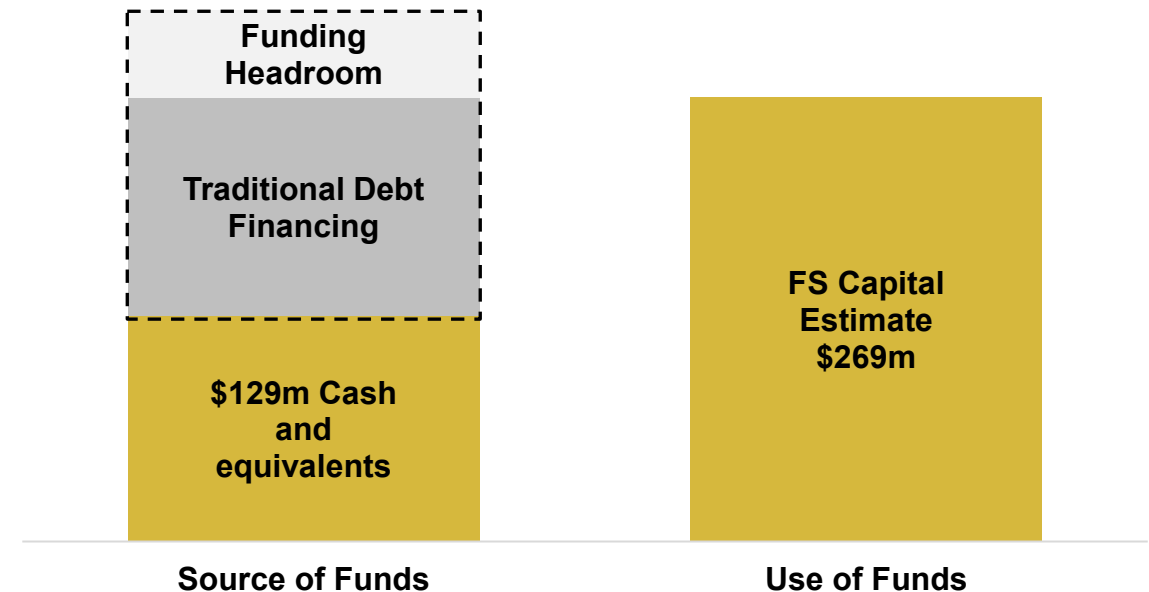 Funding
Headroom
Traditional Debt
Financing
$129m Cash
and
equivalents
FS Capital
Estimate
$269m
Source of Funds
Use of Funds